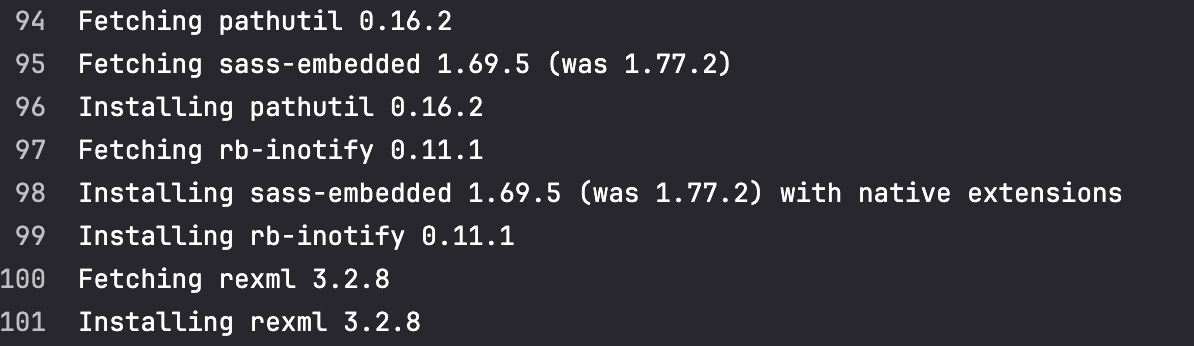 94 Fetching pathutil 0.16.2
95 Fetching sass-embedded 1.69.5 (was 1.77.2)
96 Installing pathutil 0.16.2
97 Fetching rb-inotify 0.11.1
98 Installing sass-embedded 1.69.5 (was 1.77.2) with native extensions
99 Installing rb-inotify 0.11.1
100 Fetching rexml 3.2.8
101 Installing rexml 3.2.8